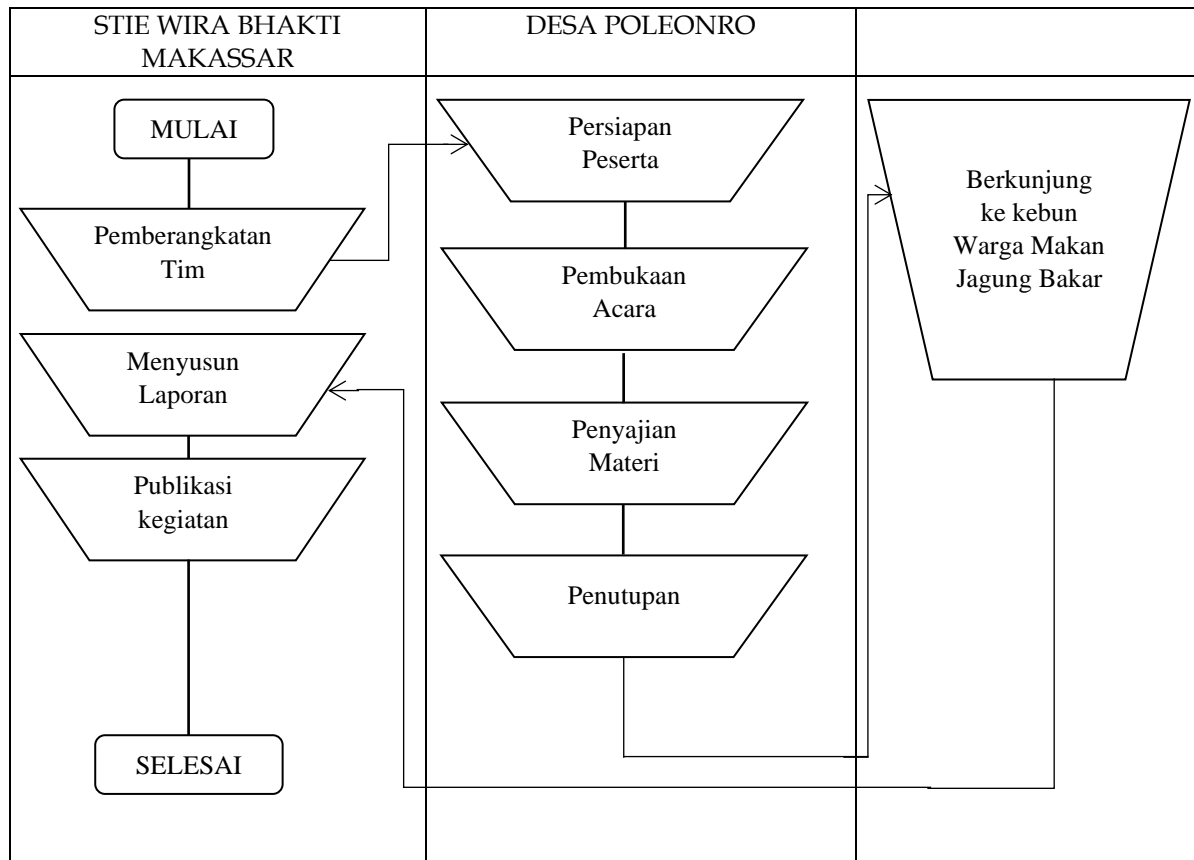 STIE WIRA BHAKTI
MAKASSAR
DESA POLEONRO
MULAI
Pemberangkatan
Tim
Menyusun
Laporan
Publikasi
kegiatan
SELESAI
Persiapan
Peserta
Pembukaan
Acara
Penyajian
Materi
Penutupan
Berkunjung
ke kebun
Warga Makan
Jagung Bakar